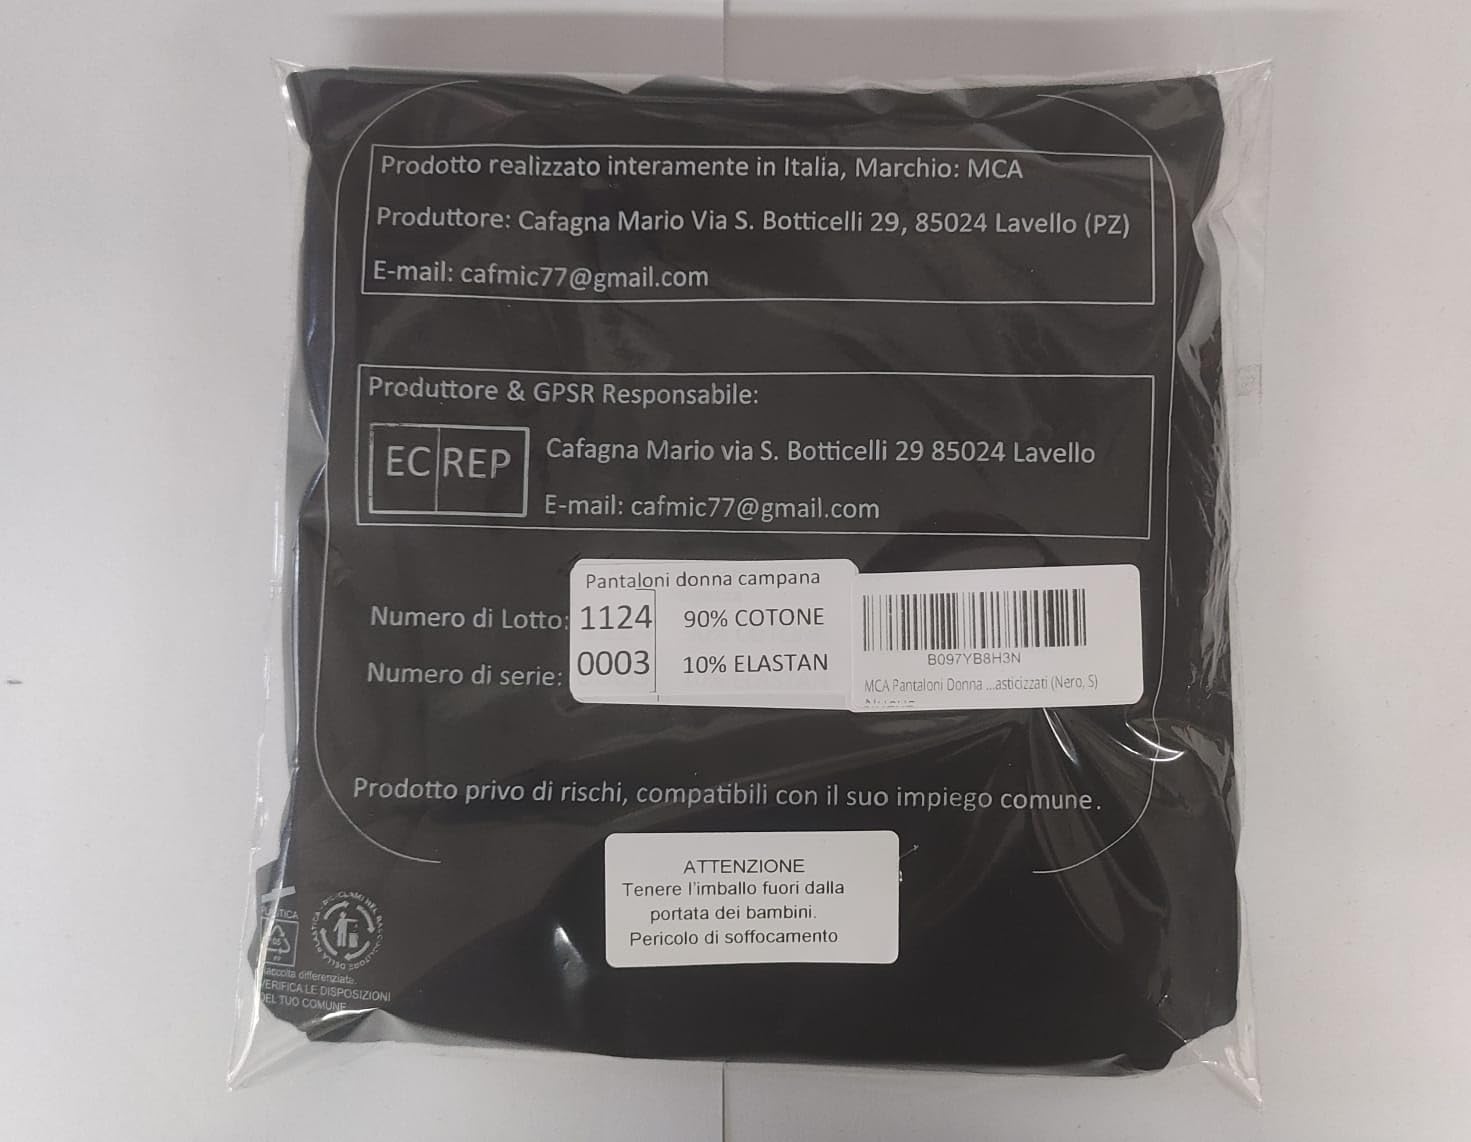 Prodotto realizzato interamente in Italia, Marchio: MCA
Produttore: Cafagna Mario Via S. Botticelli 29, 85024 Lavello (PZ)
E-mail: cafmic77@gmail.com
Produttore & GPSR Responsabile:
EC REP
Cafagna Mario via S. Botticelli 29 85024 Lavello
E-mail: cafmic77@gmail.com
Pantaloni donna campana
Numero di Lotto: 1124 90% COTONE
Numero di serie: 0003 10% ELASTAN
B097YB8H3N
MCA Pantaloni Donna ...asticizzati (Nero, S)
Prodotto privo di rischi, compatibili con il suo impiego comune.
ATTENZIONE
Tenere l'imballo fuori dalla
portata dei bambini.
Pericolo di soffocamento
05
PP
raccolta differenziata.
VERIFICA LE DISPOSIZIONI
DEL TUO COMUNE